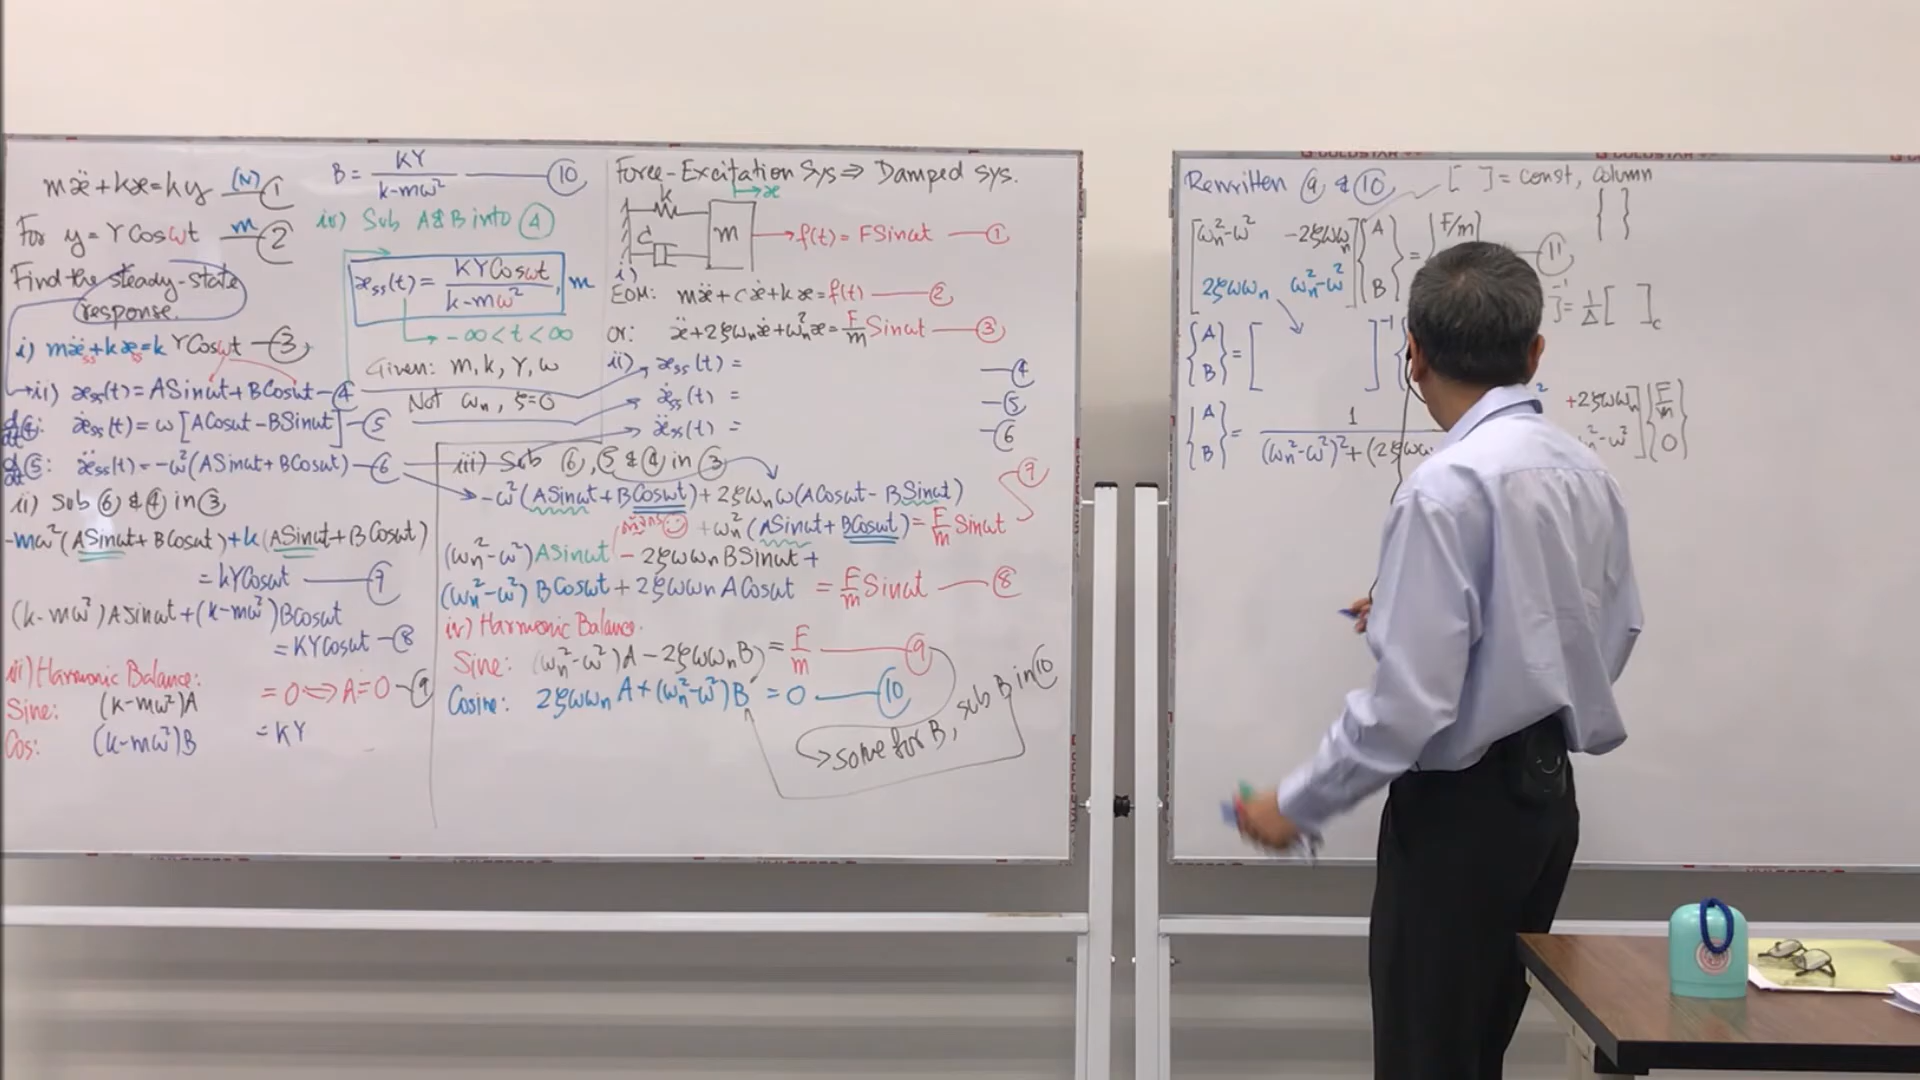 mẍ + kx = ky (N) ①
For y = Y Cosωt m ②
Find the steady-state
response.
i) mẍ + kx = k Y Cosωt — ③
ss ss
ii) xss(t) = A Sinωt + B Cosωt — ④
d/dt ④: ẋss(t) = ω [A Cosωt - B Sinωt] — ⑤
d/dt ⑤: ẍss(t) = -ω²(A Sinωt + B Cosωt) — ⑥
ii) Sub ⑥ & ④ in ③
-mω²(A Sinωt + B Cosωt) + k (A Sinωt + B Cosωt)
= kY Cosωt — ⑦
(k-mω²) A Sinωt + (k-mω²) B Cosωt
= KY Cosωt — ⑧
iii) Harmonic Balance:
Sine: (k-mω²)A = 0 ⟺ A = 0 — ⑨
Cos: (k-mω²)B = KY
B = KY / (k-mω²) — ⑩
iv) Sub A & B into ④
xss(t) = KY Cosωt / (k-mω²), m
-∞ < t < ∞
Given: m, k, Y, ω
Not ωn, ζ=0
Force-Excitation Sys ⇒ Damped Sys.
k x
c m f(t) = F Sinωt — ①
i)
EOM: mẍ + cẋ + kx = f(t) — ②
or: ẍ + 2ζωnẋ + ωn²x = F/m Sinωt — ③
ii) xss(t) = — ④
ẋss(t) = — ⑤
ẍss(t) = — ⑥
iii) Sub ⑥, ⑤ & ④ in ③
-ω²(A Sinωt + B Cosωt) + 2ζωnω(A Cosωt - B Sinωt)
+ ωn²(A Sinωt + B Cosωt) = F/m Sinωt ⑦
(ωn²-ω²) A Sinωt - 2ζωωn B Sinωt +
(ωn²-ω²) B Cosωt + 2ζωωn A Cosωt = F/m Sinωt — ⑧
iv) Harmonic Balance.
Sine: (ωn²-ω²)A - 2ζωωnB = F/m — ⑨
Cosine: 2ζωωn A + (ωn²-ω²)B = 0 — ⑩
solve for B, sub B in ⑩
Rewritten ⑨ & ⑩ [ ] = const, column
{ }
[ωn²-ω² -2ζωωn] {A} = {F/m
[2ζωωn ωn²-ω²] {B} ⑪
]⁻¹ = 1/Δ [ ]c
{A B} = [ ]⁻¹ {
{A B} = 1 / (ωn²-ω²)² + (2ζωω
² +2ζωωn] {F/m}
-ω²] {0}